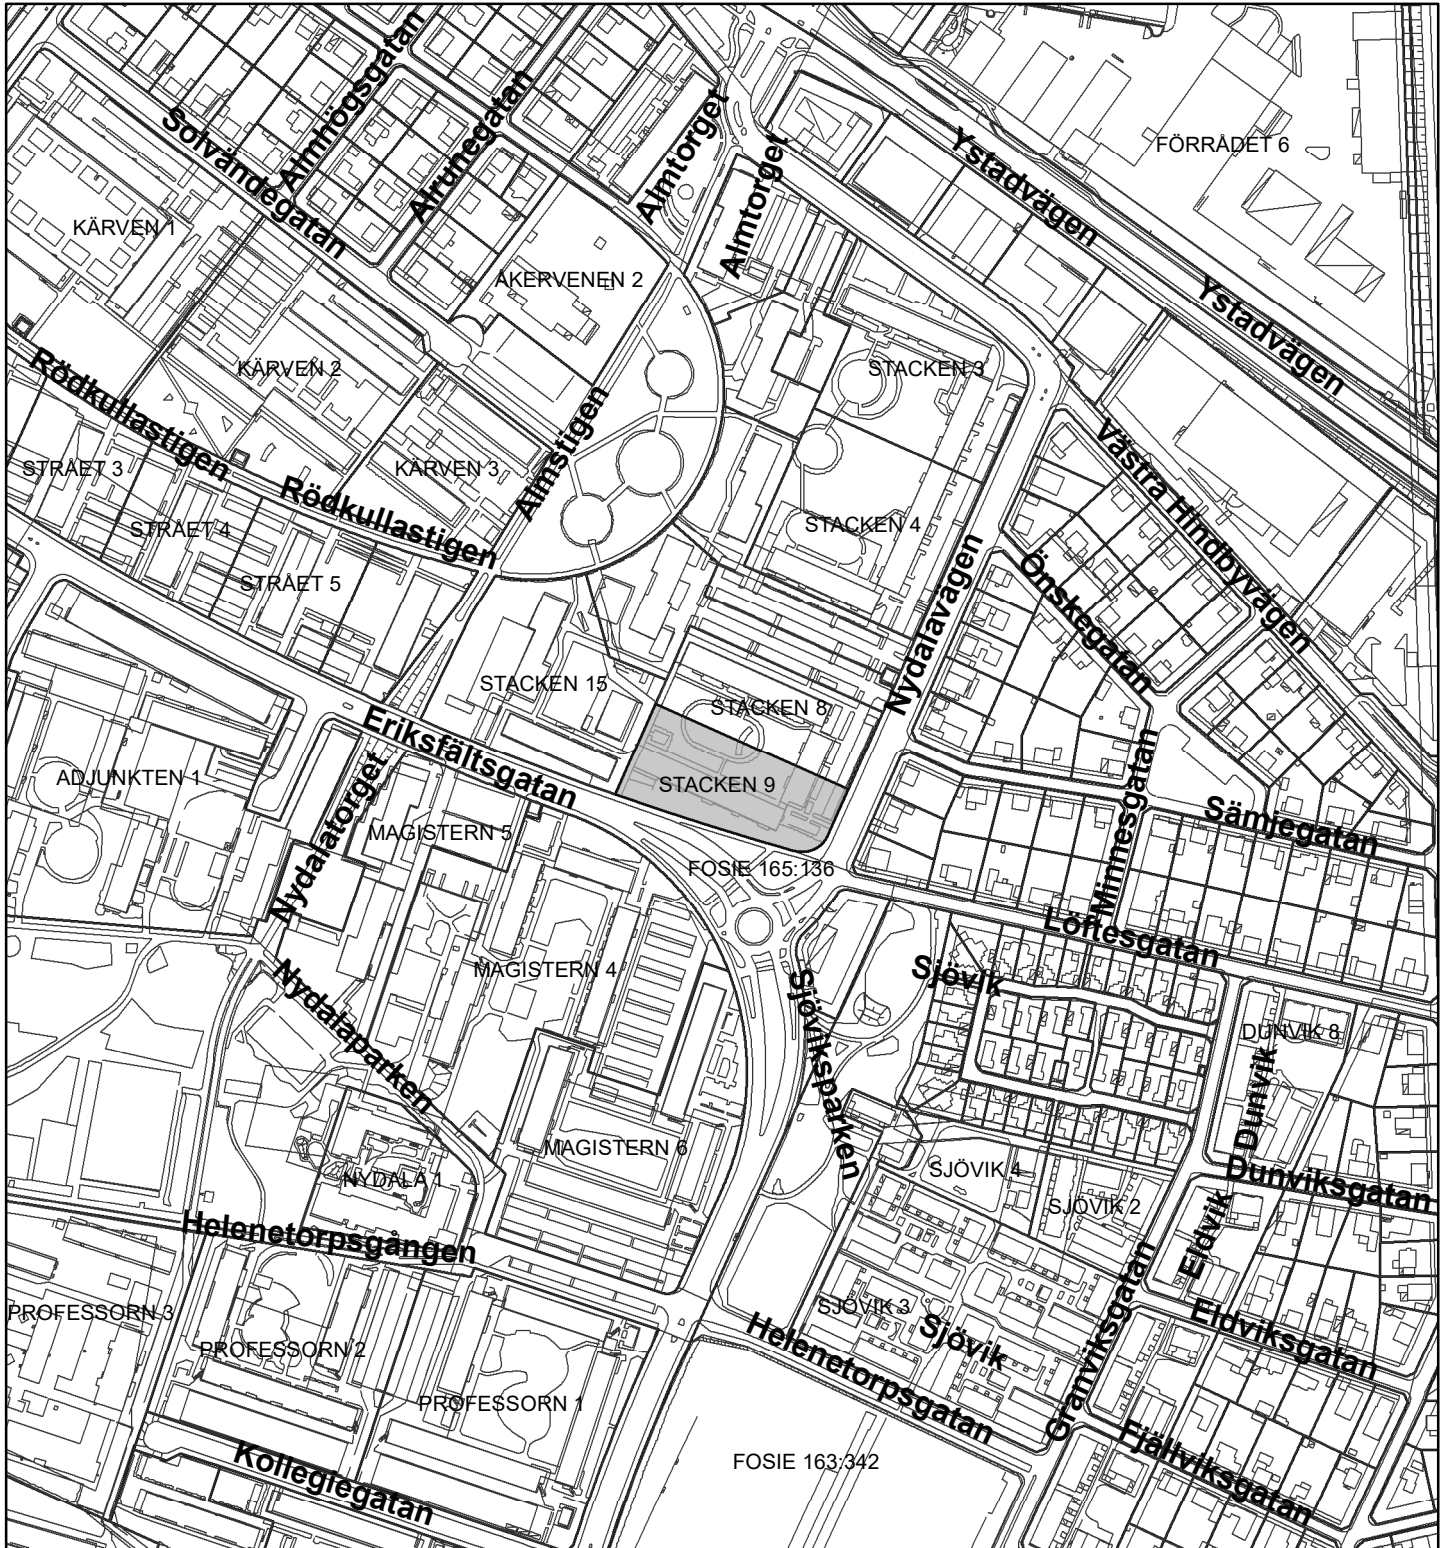 Almhögsgatan
Alrunegatan
Solvändegatan
Almtorget
Almtorget
Ystadvägen
FÖRRÅDET 6
KÄRVEN 1
ÅKERVENEN 2
Ystadvägen
Rödkullastigen
KÄRVEN 2
STACKEN 3
STRÅET 3
KÄRVEN 3
Almstigen
Västra Hindbyvägen
Rödkullastigen
STRÅET 4
STACKEN 4
STRÅET 5
Önskegatan
Nydalavägen
STACKEN 15
STACKEN 8
Eriksfältsgatan
ADJUNKTEN 1
STACKEN 9
Nydalatorget
MAGISTERN 5
Minnesgatan
Sämjegatan
FOSIE 165:136
Löftesgatan
Nydalaparken
MAGISTERN 4
Sjövik
Sjöviksparken
DUNVIK 8
Dunvik
MAGISTERN 6
NYDALA 1
SJÖVIK 4
Dunviksgatan
SJÖVIK 2
Eldvik
Helenetorpsgången
PROFESSORN 3
SJÖVIK 3
Sjövik
Eldviksgatan
PROFESSORN 2
Helenetorpsgatan
Granviksgatan
PROFESSORN 1
Kollegiegatan
FOSIE 163:342
Fjällviksgatan